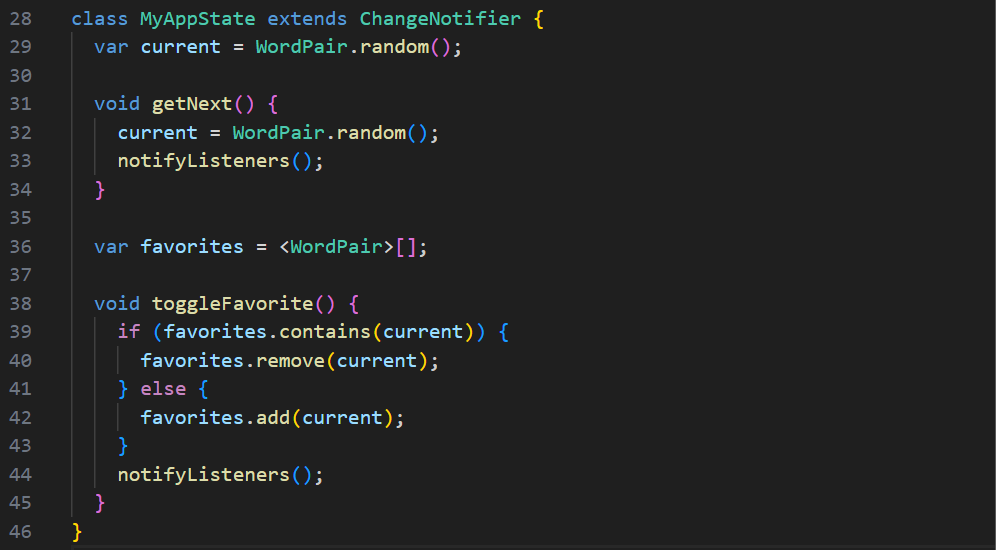 28 class MyAppState extends ChangeNotifier {
29   var current = WordPair.random();
30
31   void getNext() {
32     current = WordPair.random();
33     notifyListeners();
34   }
35
36   var favorites = <WordPair>[];
37
38   void toggleFavorite() {
39     if (favorites.contains(current)) {
40       favorites.remove(current);
41     } else {
42       favorites.add(current);
43     }
44     notifyListeners();
45   }
46 }